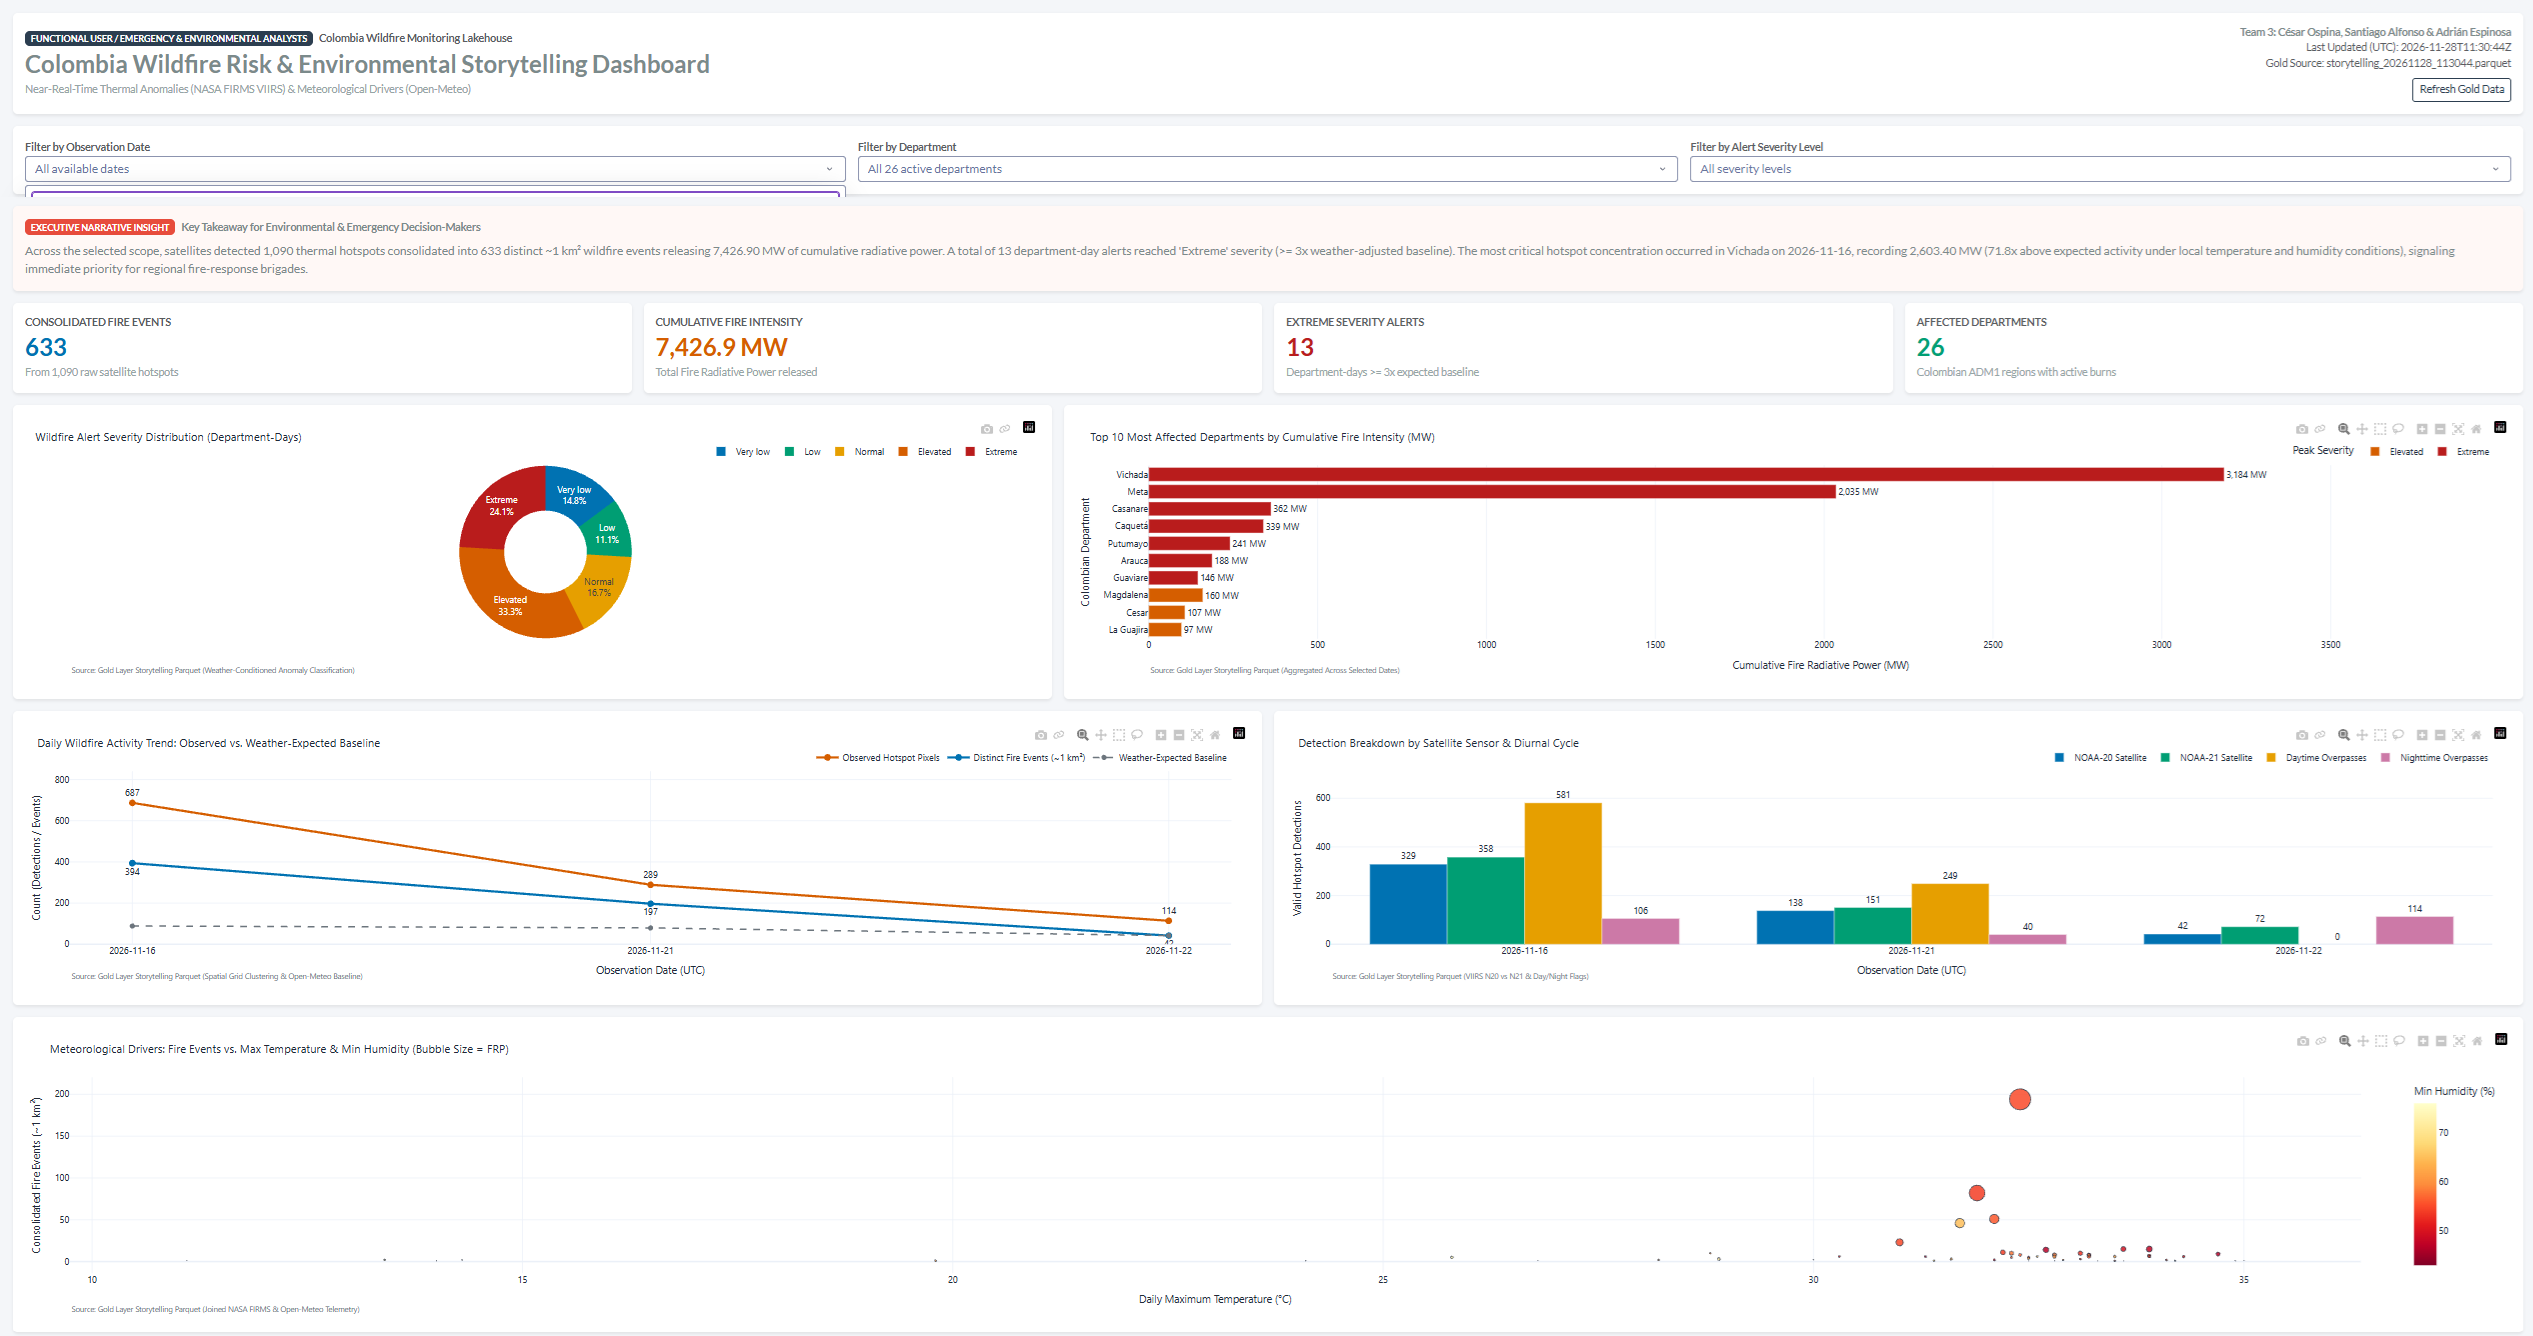 FUNCTIONAL USER / EMERGENCY & ENVIRONMENTAL ANALYSTS Colombia Wildfire Monitoring Lakehouse
Colombia Wildfire Risk & Environmental Storytelling Dashboard
Near-Real-Time Thermal Anomalies (NASA FIRMS VIIRS) & Meteorological Drivers (Open-Meteo)
Team 3: César Ospina, Santiago Alfonso & Adrián Espinosa
Last Updated (UTC): 2026-11-28T11:30:44Z
Gold Source: storytelling_20261128_113044.parquet
Refresh Gold Data
Filter by Observation Date
All available dates
Filter by Department
All 26 active departments
Filter by Alert Severity Level
All severity levels
EXECUTIVE NARRATIVE INSIGHT Key Takeaway for Environmental & Emergency Decision-Makers
Across the selected scope, satellites detected 1,090 thermal hotspots consolidated into 633 distinct ~1 km² wildfire events releasing 7,426.90 MW of cumulative radiative power. A total of 13 department-day alerts reached 'Extreme' severity (>= 3x weather-adjusted baseline). The most critical hotspot concentration occurred in Vichada on 2026-11-16, recording 2,603.40 MW (71.8x above expected activity under local temperature and humidity conditions), signaling
immediate priority for regional fire-response brigades.
CONSOLIDATED FIRE EVENTS
633
From 1,090 raw satellite hotspots
CUMULATIVE FIRE INTENSITY
7,426.9 MW
Total Fire Radiative Power released
EXTREME SEVERITY ALERTS
13
Department-days >= 3x expected baseline
AFFECTED DEPARTMENTS
26
Colombian ADM1 regions with active burns
Wildfire Alert Severity Distribution (Department-Days)
Very low Low Normal Elevated Extreme
Very low
14.8%
Low
11.1%
Normal
16.7%
Elevated
33.3%
Extreme
24.1%
Source: Gold Layer Storytelling Parquet (Weather-Conditioned Anomaly Classification)
Top 10 Most Affected Departments by Cumulative Fire Intensity (MW)
Peak Severity Elevated Extreme
Colombian Department
Vichada 3,184 MW
Meta 2,035 MW
Casanare 362 MW
Caquetá 339 MW
Putumayo 241 MW
Arauca 188 MW
Guaviare 146 MW
Magdalena 160 MW
Cesar 107 MW
La Guajira 97 MW
0 500 1000 1500 2000 2500 3000 3500
Cumulative Fire Radiative Power (MW)
Source: Gold Layer Storytelling Parquet (Aggregated Across Selected Dates)
Daily Wildfire Activity Trend: Observed vs. Weather-Expected Baseline
Observed Hotspot Pixels Distinct Fire Events (~1 km²) Weather-Expected Baseline
Count (Detections / Events)
800
600
400
200
0
687
394
289
197
114
42
2026-11-16 2026-11-21 2026-11-22
Observation Date (UTC)
Source: Gold Layer Storytelling Parquet (Spatial Grid Clustering & Open-Meteo Baseline)
Detection Breakdown by Satellite Sensor & Diurnal Cycle
NOAA-20 Satellite NOAA-21 Satellite Daytime Overpasses Nighttime Overpasses
Valid Hotspot Detections
600
400
200
0
329 358 581 106
138 151 249 40
42 72 0 114
2026-11-16 2026-11-21 2026-11-22
Observation Date (UTC)
Source: Gold Layer Storytelling Parquet (VIIRS N20 vs N21 & Day/Night Flags)
Meteorological Drivers: Fire Events vs. Max Temperature & Min Humidity (Bubble Size = FRP)
Consolidated Fire Events (~1 km²)
200
150
100
50
0
10 15 20 25 30 35
Daily Maximum Temperature (°C)
Min Humidity (%)
70
60
50
Source: Gold Layer Storytelling Parquet (Joined NASA FIRMS & Open-Meteo Telemetry)